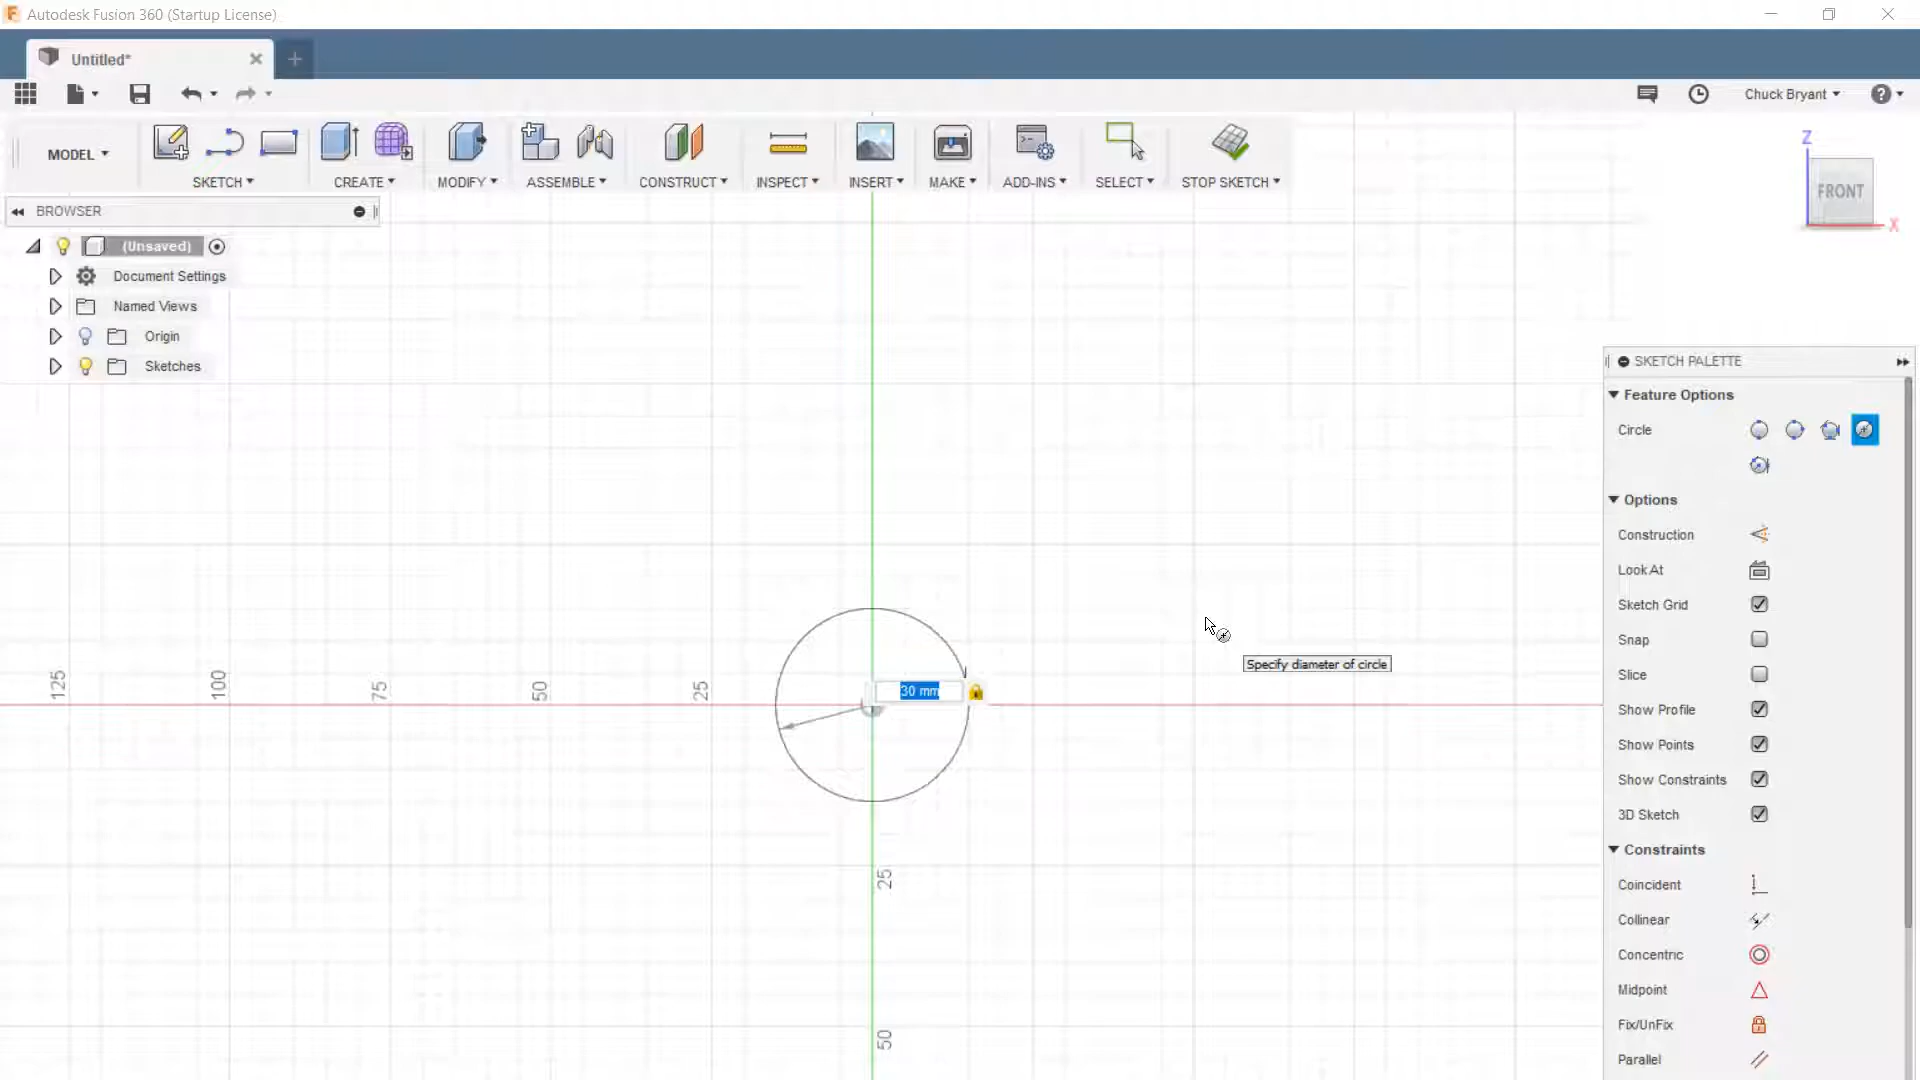 Autodesk Fusion 360 (Startup License)
Untitled*
Chuck Bryant
MODEL
SKETCH
CREATE
MODIFY
ASSEMBLE
CONSTRUCT
INSPECT
INSERT
MAKE
ADD-INS
SELECT
STOP SKETCH
Z
FRONT
X
BROWSER
(Unsaved)
Document Settings
Named Views
Origin
Sketches
SKETCH PALETTE
Feature Options
Circle
Options
Construction
Look At
Sketch Grid
Snap
Slice
Show Profile
Show Points
Show Constraints
3D Sketch
Constraints
Coincident
Collinear
Concentric
Midpoint
Fix/UnFix
Parallel
Specify diameter of circle
30 mm
125
100
75
50
25
25
50